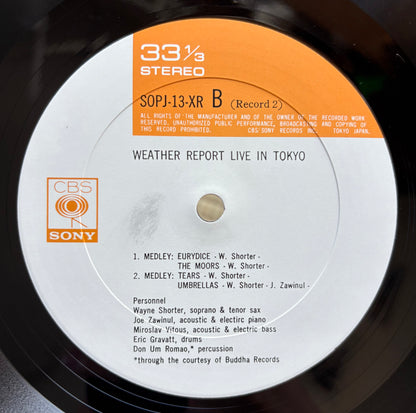 33 1/3
STEREO
SOPJ-13-XR B (Record 2)
ALL RIGHTS OF THE MANUFACTURER AND OF THE OWNER OF THE RECORDED WORK
RESERVED. UNAUTHORIZED PUBLIC PERFORMANCE, BROADCASTING AND COPYING OF
THIS RECORD PROHIBITED. CBS/SONY RECORDS INC. TOKYO JAPAN.
WEATHER REPORT LIVE IN TOKYO
CBS
SONY
1. MEDLEY: EURYDICE - W. Shorter -
THE MOORS - W. Shorter -
2. MEDLEY: TEARS - W. Shorter -
UMBRELLAS - W. Shorter - J. Zawinul -
Personnel
Wayne Shorter, soprano & tenor sax
Joe Zawinul, acoustic & electirc piano
Miroslav Vitous, acoustic & electric bass
Eric Gravatt, drums
Don Um Romao,* percussion
*through the courtesy of Buddha Records